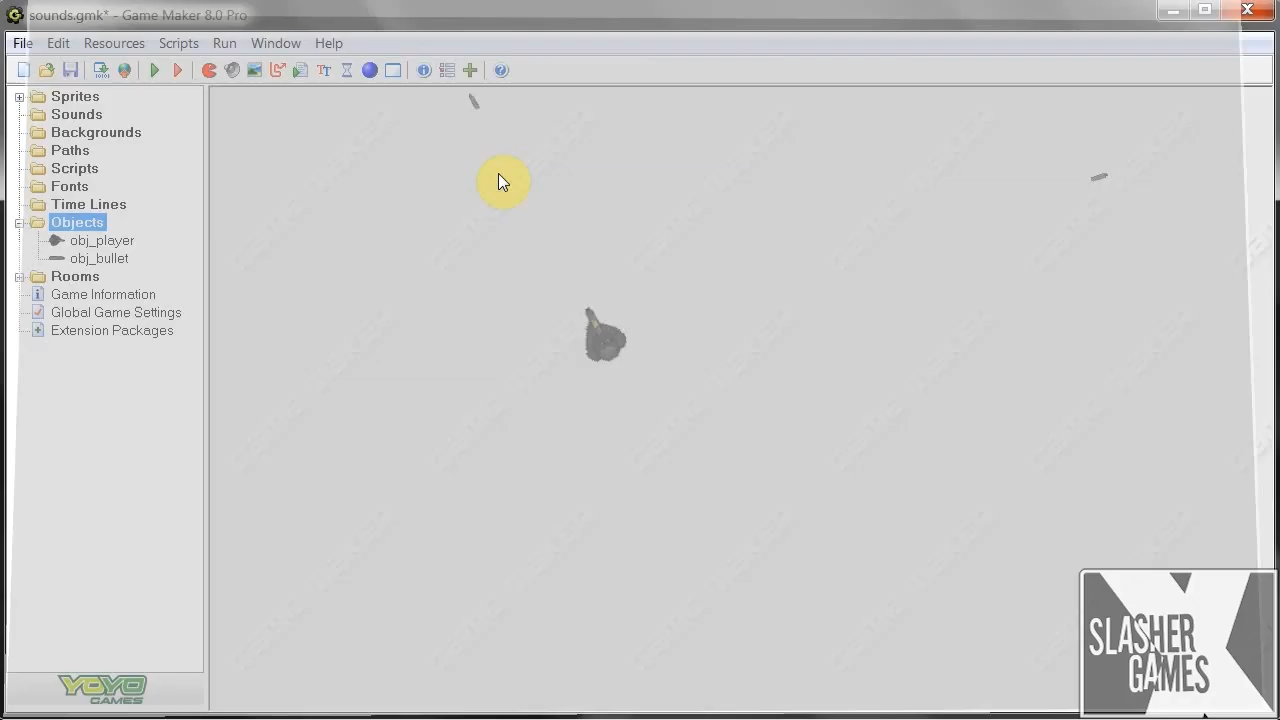 sounds.gmk* - Game Maker 8.0 Pro
File Edit Resources Scripts Run Window Help
Sprites
Sounds
Backgrounds
Paths
Scripts
Fonts
Time Lines
Objects
obj_player
obj_bullet
Rooms
Game Information
Global Game Settings
Extension Packages
YOYO
GAMES
SLASHER
GAMES